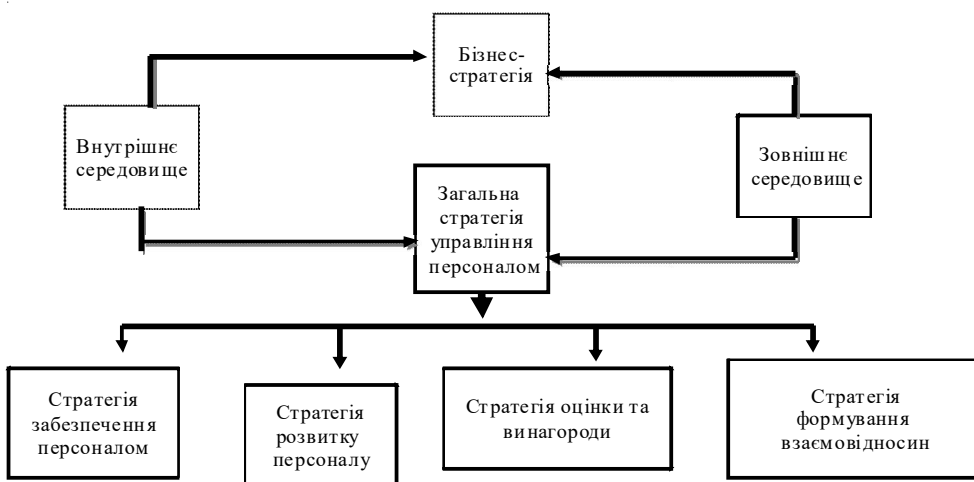 Бізнес-
стратегія
Внутрішнє
середовище
Зовнішнє
середовище
Загальна
стратегія
управління
персоналом
Стратегія
забезпечення
персоналом
Стратегія
розвитку
персоналу
Стратегія оцінки та
винагороди
Стратегія
формування
взаємовідносин